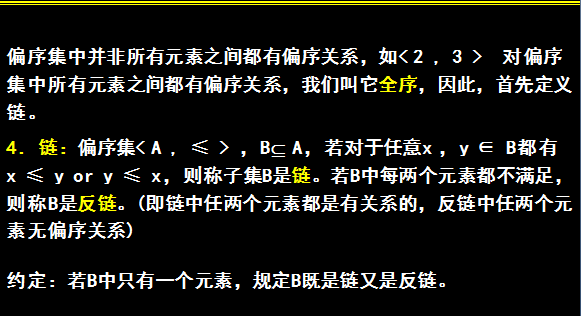 偏序集中并非所有元素之间都有偏序关系，如< 2 , 3 > 对偏序
集中所有元素之间都有偏序关系，我们叫它全序，因此，首先定义
链。
4. 链：偏序集< A , ≤ > ，B⊆ A，若对于任意x , y ∈ B都有
x ≤ y or y ≤ x，则称子集B是链。若B中每两个元素都不满足，
则称B是反链。(即链中任两个元素都是有关系的，反链中任两个元
素无偏序关系)
约定：若B中只有一个元素，规定B既是链又是反链。